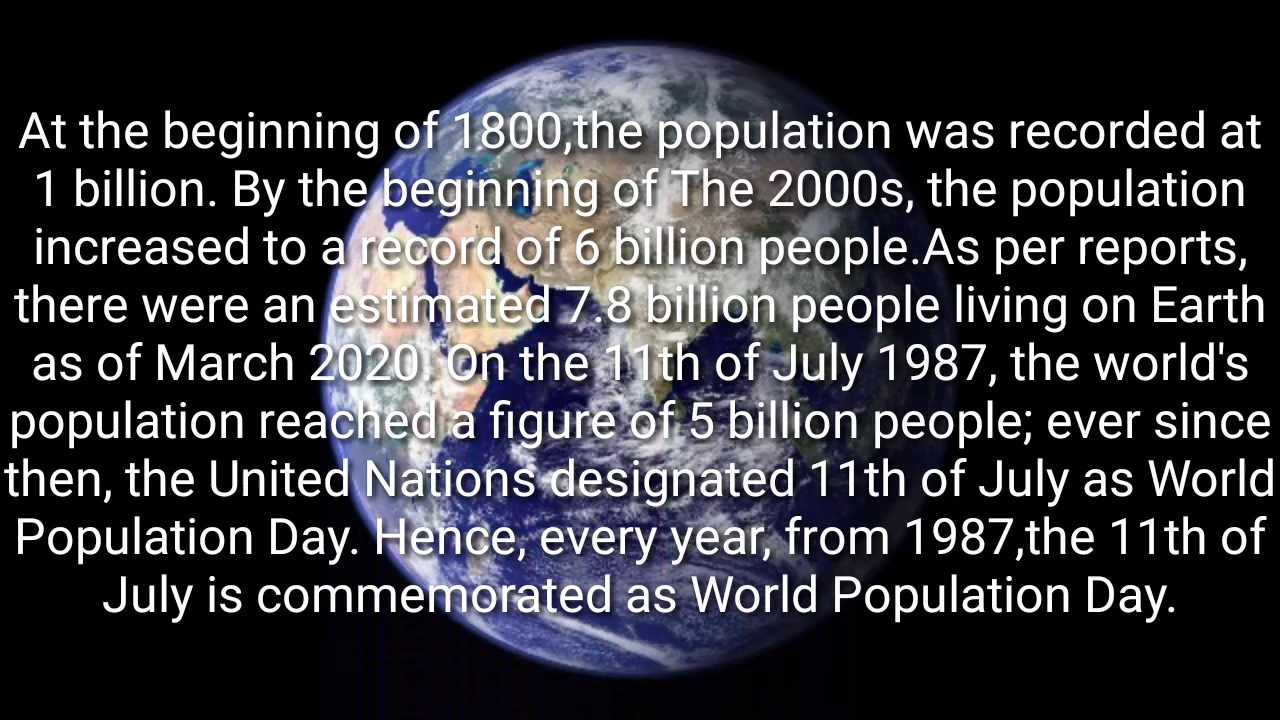 At the beginning of 1800,the population was recorded at
1 billion. By the beginning of The 2000s, the population
increased to a record of 6 billion people.As per reports,
there were an estimated 7.8 billion people living on Earth
as of March 2020. On the 11th of July 1987, the world's
population reached a figure of 5 billion people; ever since
then, the United Nations designated 11th of July as World
Population Day. Hence, every year, from 1987,the 11th of
July is commemorated as World Population Day.